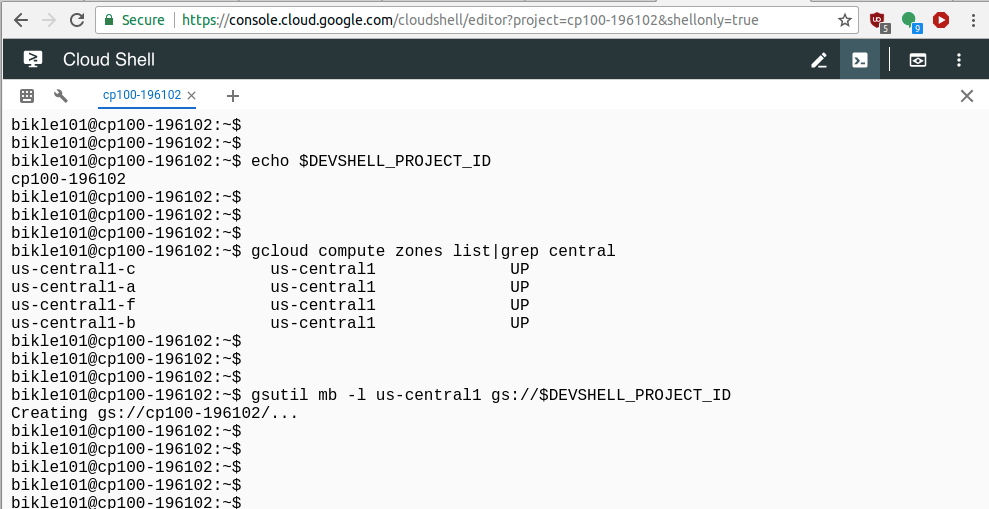 Secure | https://console.cloud.google.com/cloudshell/editor?project=cp100-196102&shellonly=true
5
9
Cloud Shell
cp100-196102
bikle101@cp100-196102:~$
bikle101@cp100-196102:~$
bikle101@cp100-196102:~$ echo $DEVSHELL_PROJECT_ID
cp100-196102
bikle101@cp100-196102:~$
bikle101@cp100-196102:~$
bikle101@cp100-196102:~$
bikle101@cp100-196102:~$ gcloud compute zones list|grep central
us-central1-c us-central1 UP
us-central1-a us-central1 UP
us-central1-f us-central1 UP
us-central1-b us-central1 UP
bikle101@cp100-196102:~$
bikle101@cp100-196102:~$
bikle101@cp100-196102:~$
bikle101@cp100-196102:~$ gsutil mb -l us-central1 gs://$DEVSHELL_PROJECT_ID
Creating gs://cp100-196102/...
bikle101@cp100-196102:~$
bikle101@cp100-196102:~$
bikle101@cp100-196102:~$
bikle101@cp100-196102:~$
bikle101@cp100-196102:~$